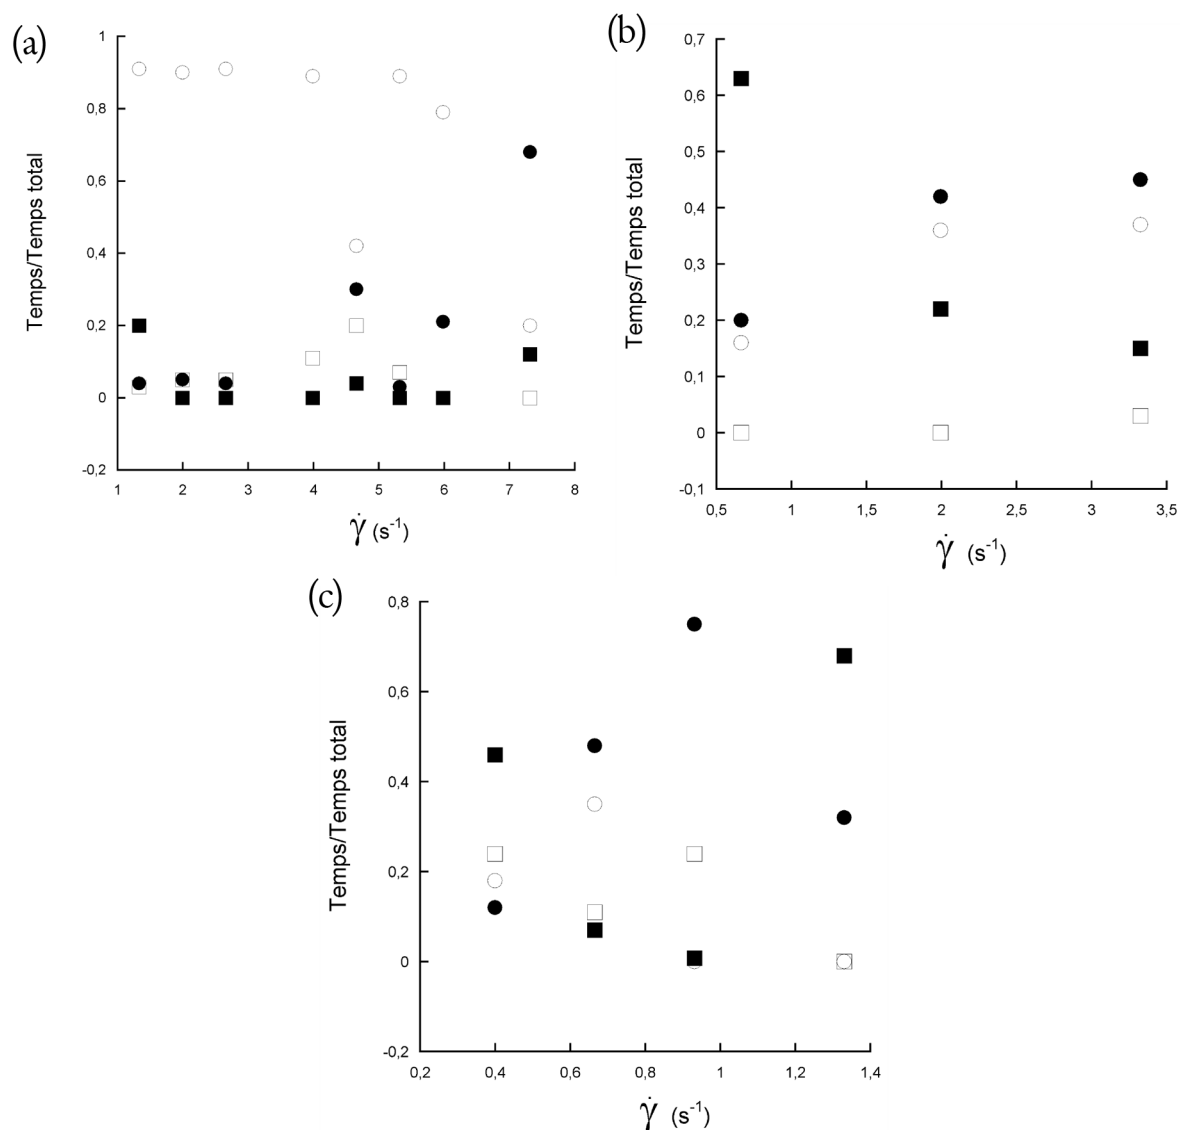 (a)
1
0,8
0,6
0,4
0,2
0
-0,2
Temps/Temps total
1 2 3 4 5 6 7 8
γ̇ (s⁻¹)
(b)
0,7
0,6
0,5
0,4
0,3
0,2
0,1
0
-0,1
Temps/Temps total
0,5 1 1,5 2 2,5 3 3,5
γ̇ (s⁻¹)
(c)
0,8
0,6
0,4
0,2
0
-0,2
Temps/Temps total
0,2 0,4 0,6 0,8 1 1,2 1,4
γ̇ (s⁻¹)